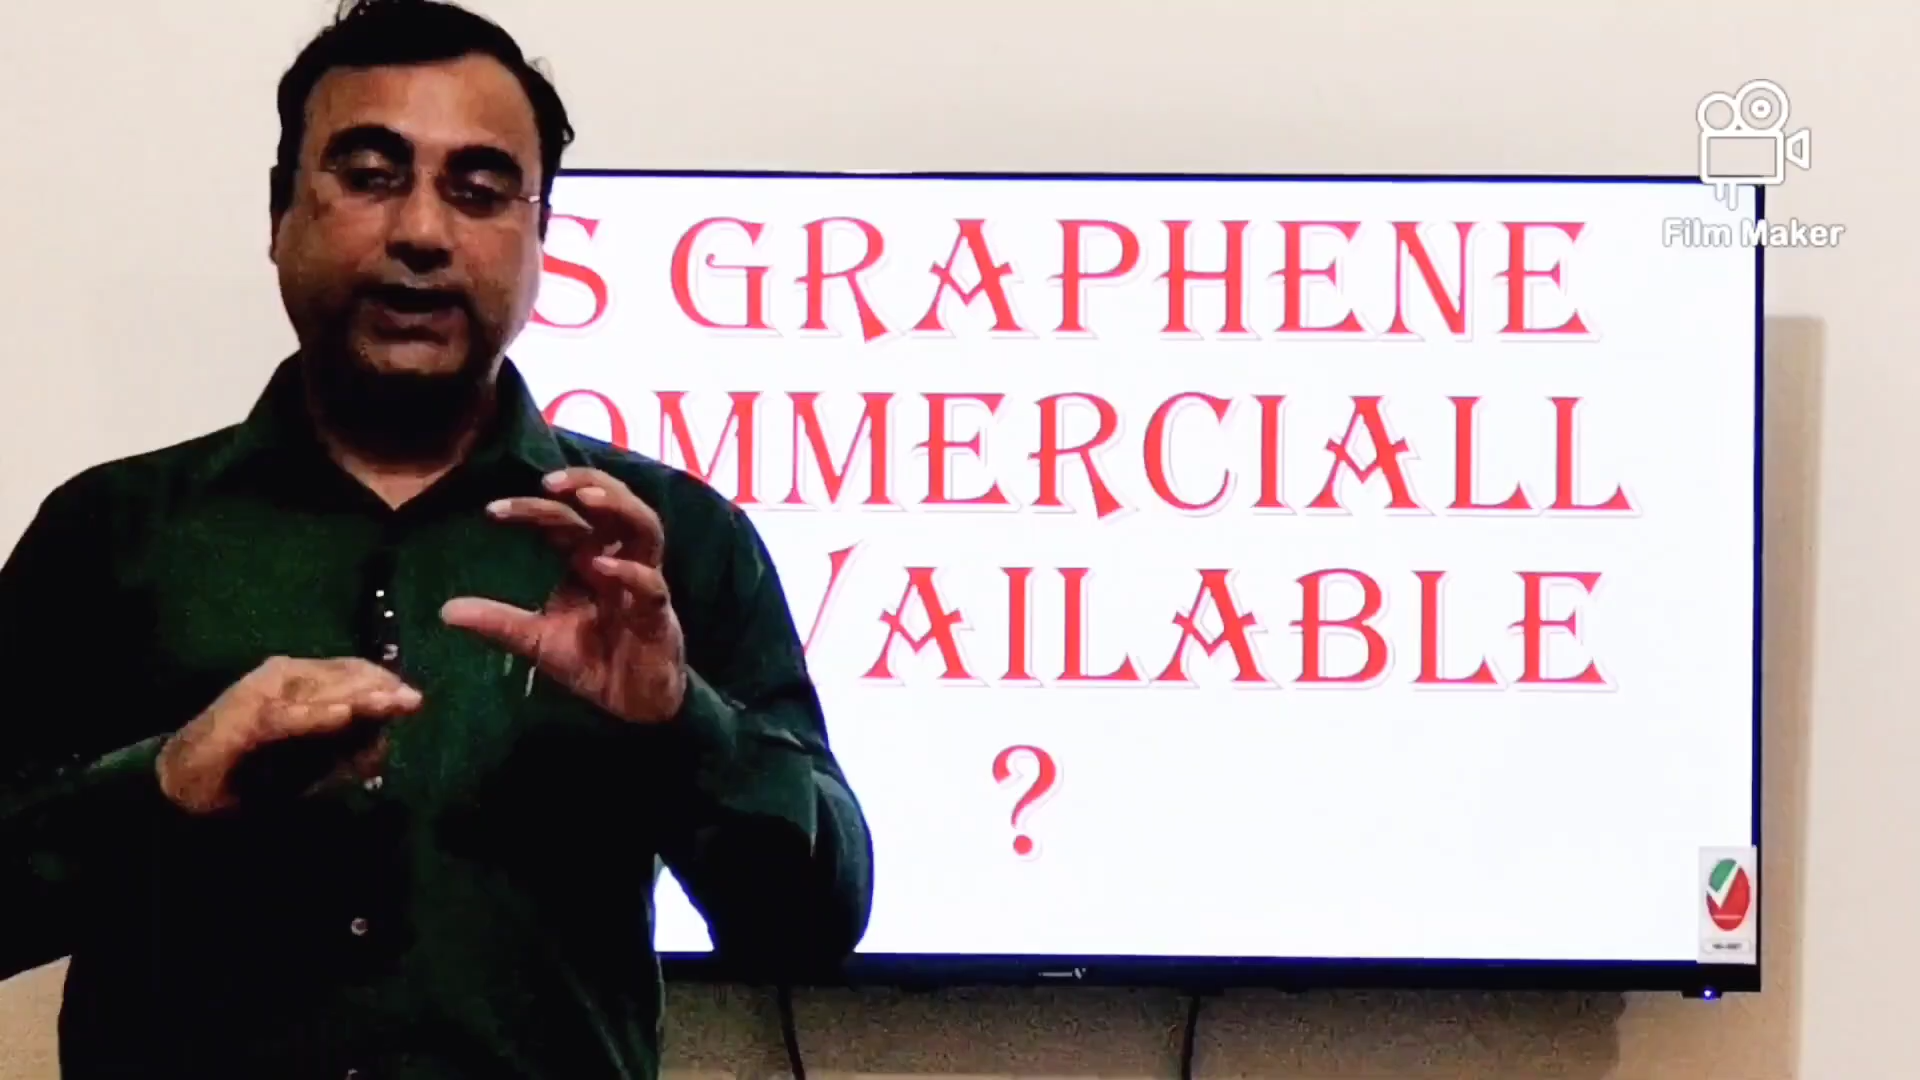 S GRAPHENE
OMMERCIALL
VAILABLE
?
Film Maker